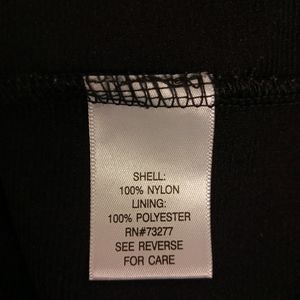 SHELL:
100% NYLON
LINING:
100% POLYESTER
RN#73277
SEE REVERSE
FOR CARE